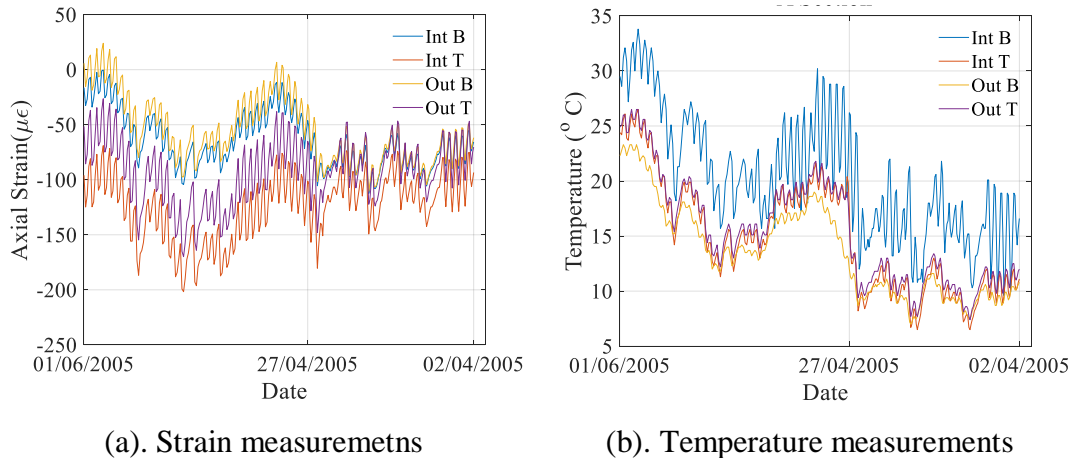 Axial Strain(με)
50
0
-50
-100
-150
-200
-250
Int B
Int T
Out B
Out T
01/06/2005
27/04/2005
02/04/2005
Date
(a). Strain measuremetns
Temperature (° C)
35
30
25
20
15
10
5
Int B
Int T
Out B
Out T
01/06/2005
27/04/2005
02/04/2005
Date
(b). Temperature measurements